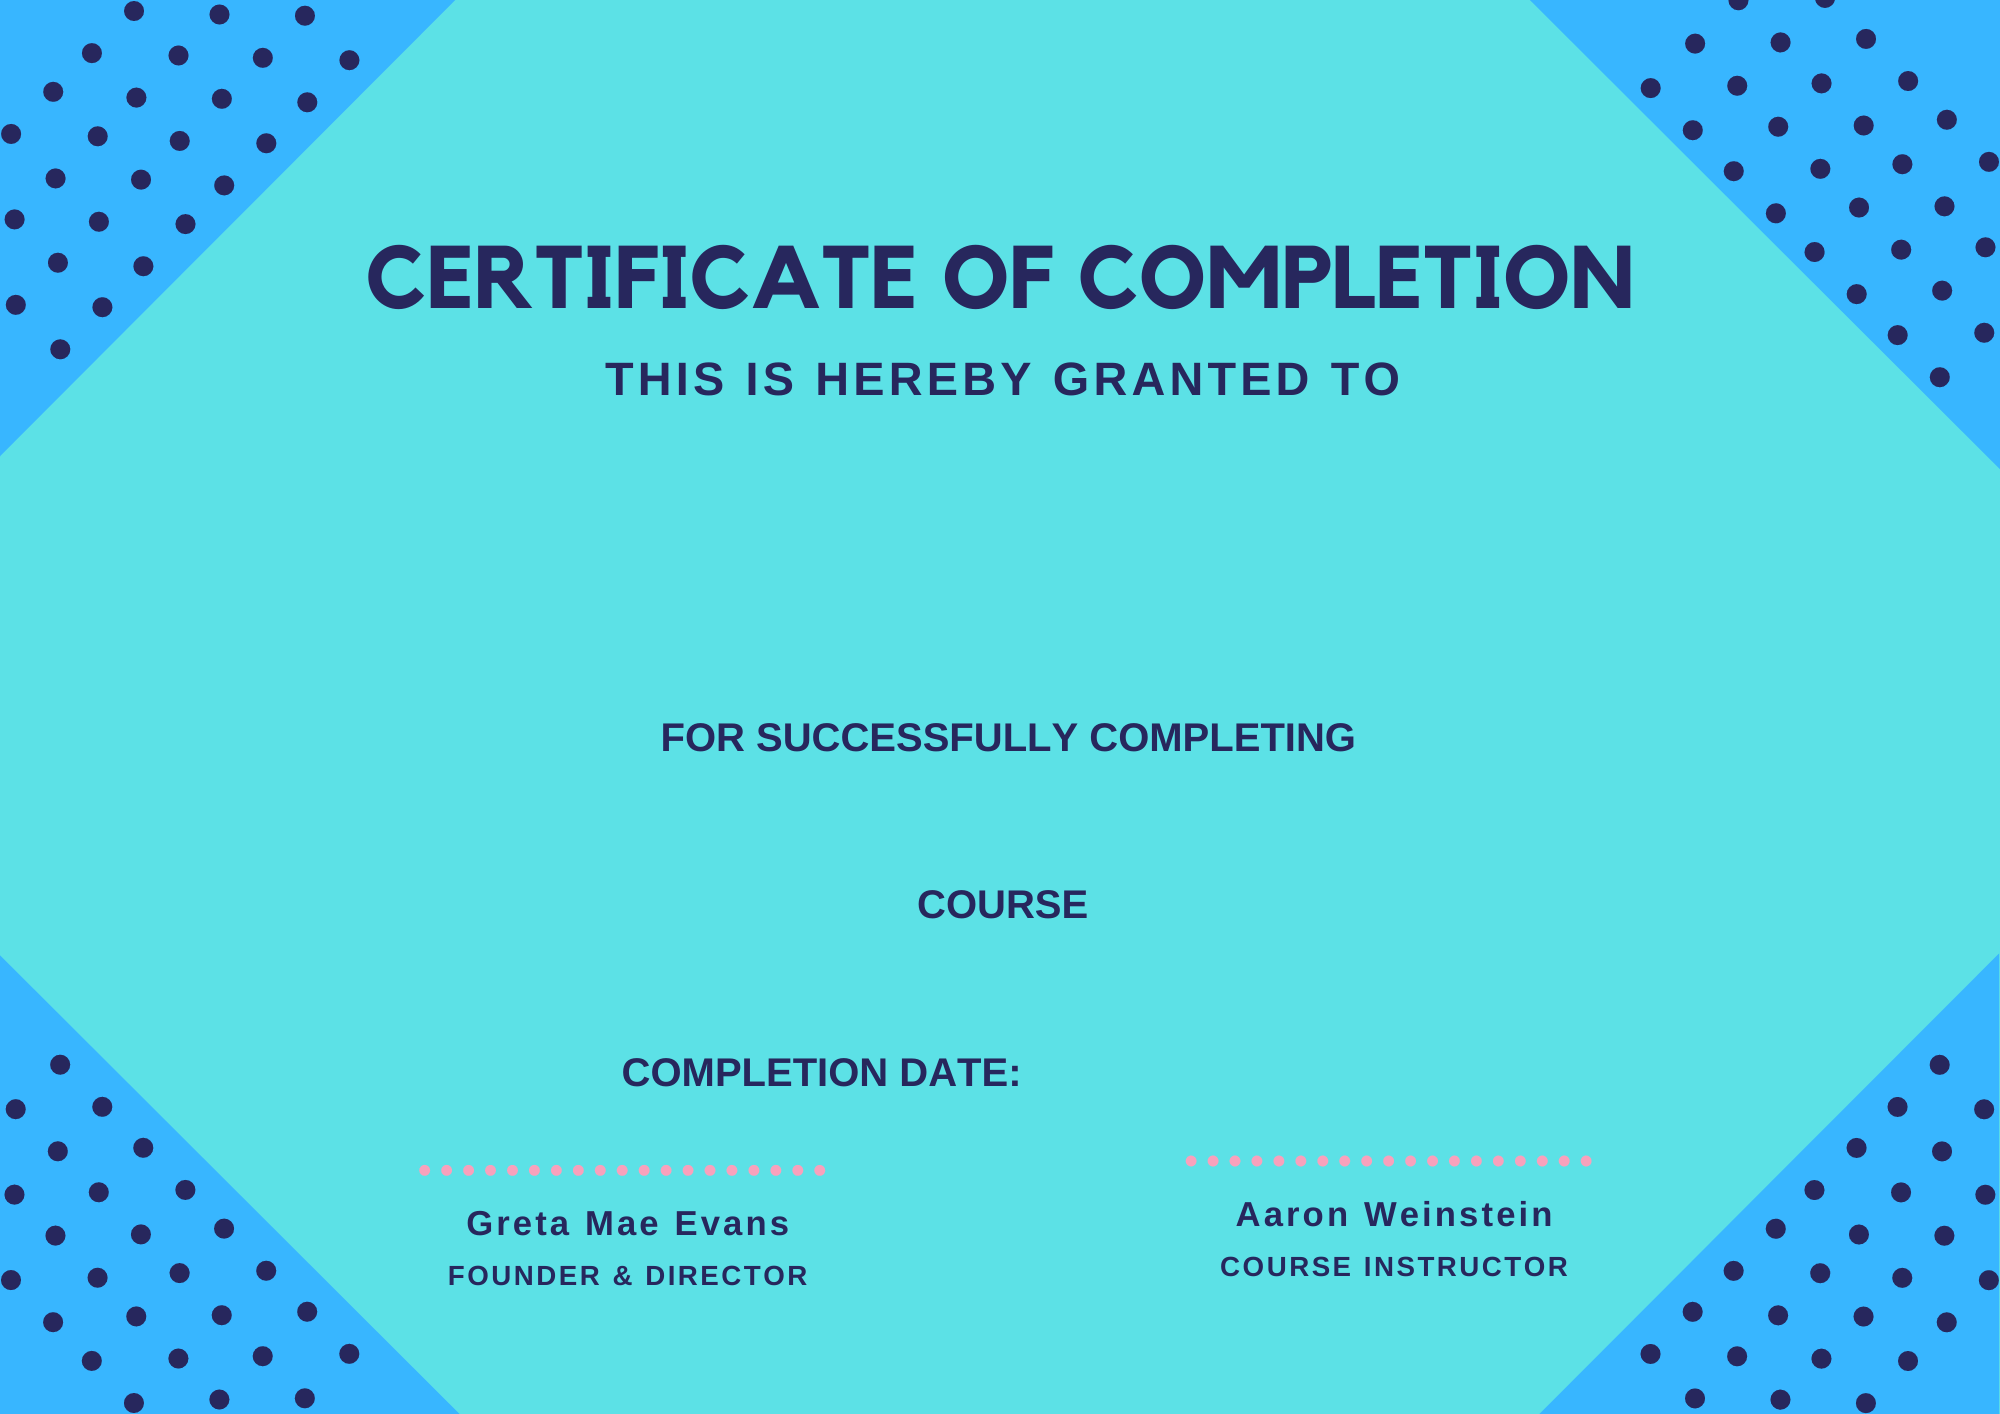 CERTIFICATE OF COMPLETION
THIS IS HEREBY GRANTED TO
FOR SUCCESSFULLY COMPLETING
COURSE
COMPLETION DATE:
Greta Mae Evans
FOUNDER & DIRECTOR
Aaron Weinstein
COURSE INSTRUCTOR